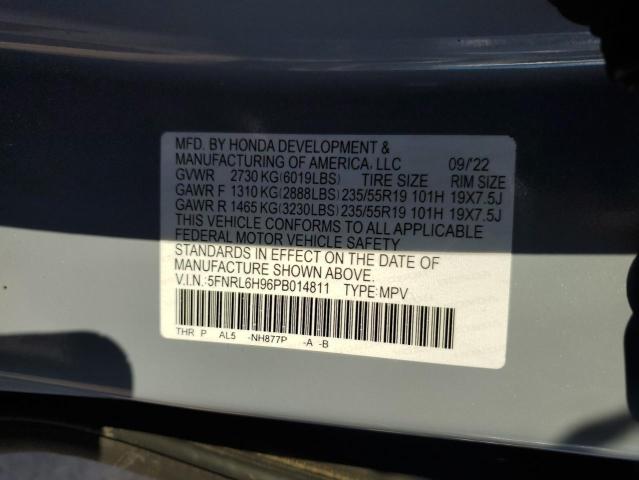 MFD. BY HONDA DEVELOPMENT &
MANUFACTURING OF AMERICA, LLC 09/'22
GVWR 2730 KG(6019LBS) TIRE SIZE RIM SIZE
GAWR F 1310 KG(2888LBS) 235/55R19 101H 19X7.5J
GAWR R 1465 KG(3230LBS) 235/55R19 101H 19X7.5J
THIS VEHICLE CONFORMS TO ALL APPLICABLE
FEDERAL MOTOR VEHICLE SAFETY
STANDARDS IN EFFECT ON THE DATE OF
MANUFACTURE SHOWN ABOVE.
V.I.N.:5FNRL6H96PB014811 TYPE:MPV
THR P AL5 -NH877P -A -B